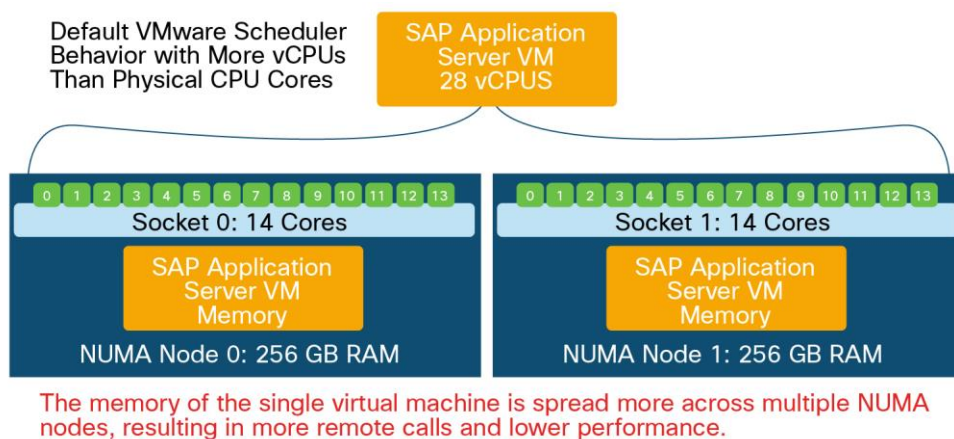 Default VMware Scheduler
Behavior with More vCPUs
Than Physical CPU Cores
SAP Application
Server VM
28 vCPUS
0 1 2 3 4 5 6 7 8 9 10 11 12 13
Socket 0: 14 Cores
SAP Application
Server VM
Memory
NUMA Node 0: 256 GB RAM
0 1 2 3 4 5 6 7 8 9 10 11 12 13
Socket 1: 14 Cores
SAP Application
Server VM
Memory
NUMA Node 1: 256 GB RAM
The memory of the single virtual machine is spread more across multiple NUMA
nodes, resulting in more remote calls and lower performance.